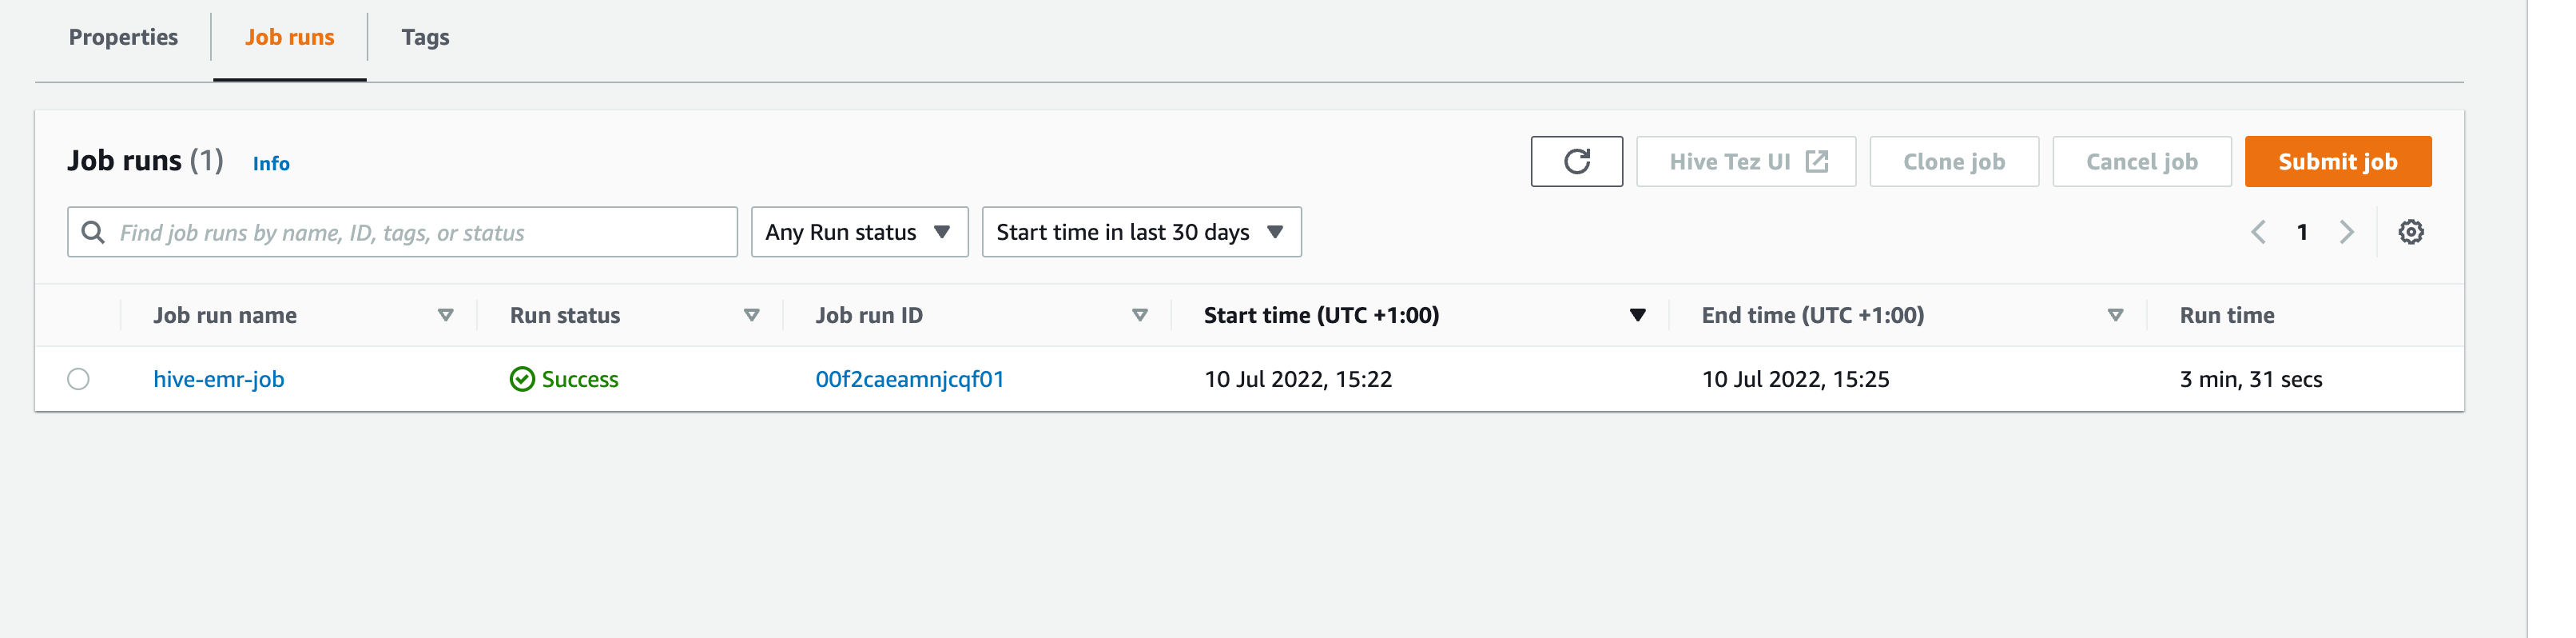 Properties Job runs Tags
Job runs (1) Info Hive Tez UI Clone job Cancel job Submit job
Find job runs by name, ID, tags, or status Any Run status Start time in last 30 days 1
Job run name Run status Job run ID Start time (UTC +1:00) End time (UTC +1:00) Run time
hive-emr-job Success 00f2caeamnjcqf01 10 Jul 2022, 15:22 10 Jul 2022, 15:25 3 min, 31 secs